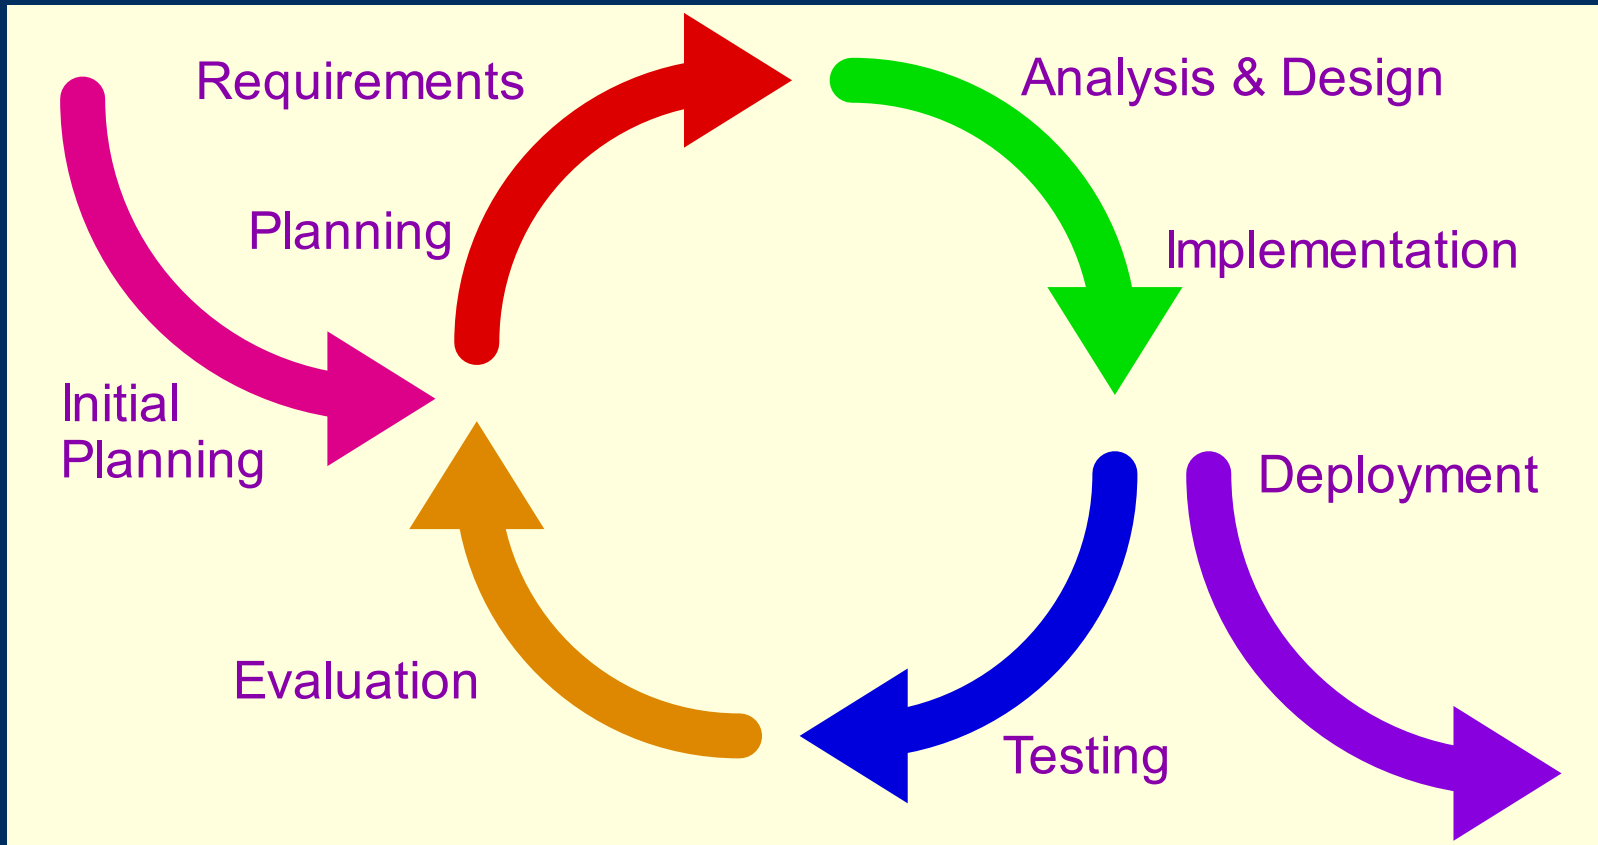 Requirements
Analysis & Design
Planning
Implementation
Initial
Planning
Deployment
Evaluation
Testing